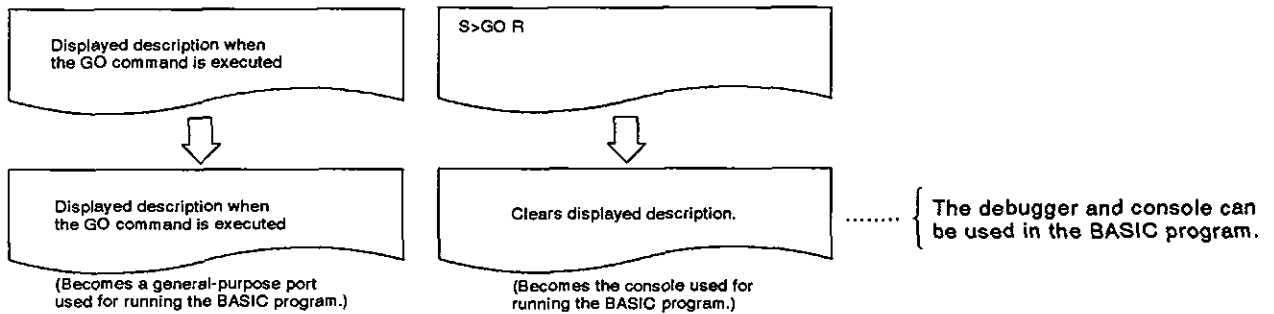 Displayed description when
the GO command is executed
S>GO R
Displayed description when
the GO command is executed
Clears displayed description.
........ { The debugger and console can
be used in the BASIC program.
(Becomes a general-purpose port
used for running the BASIC program.)
(Becomes the console used for
running the BASIC program.)